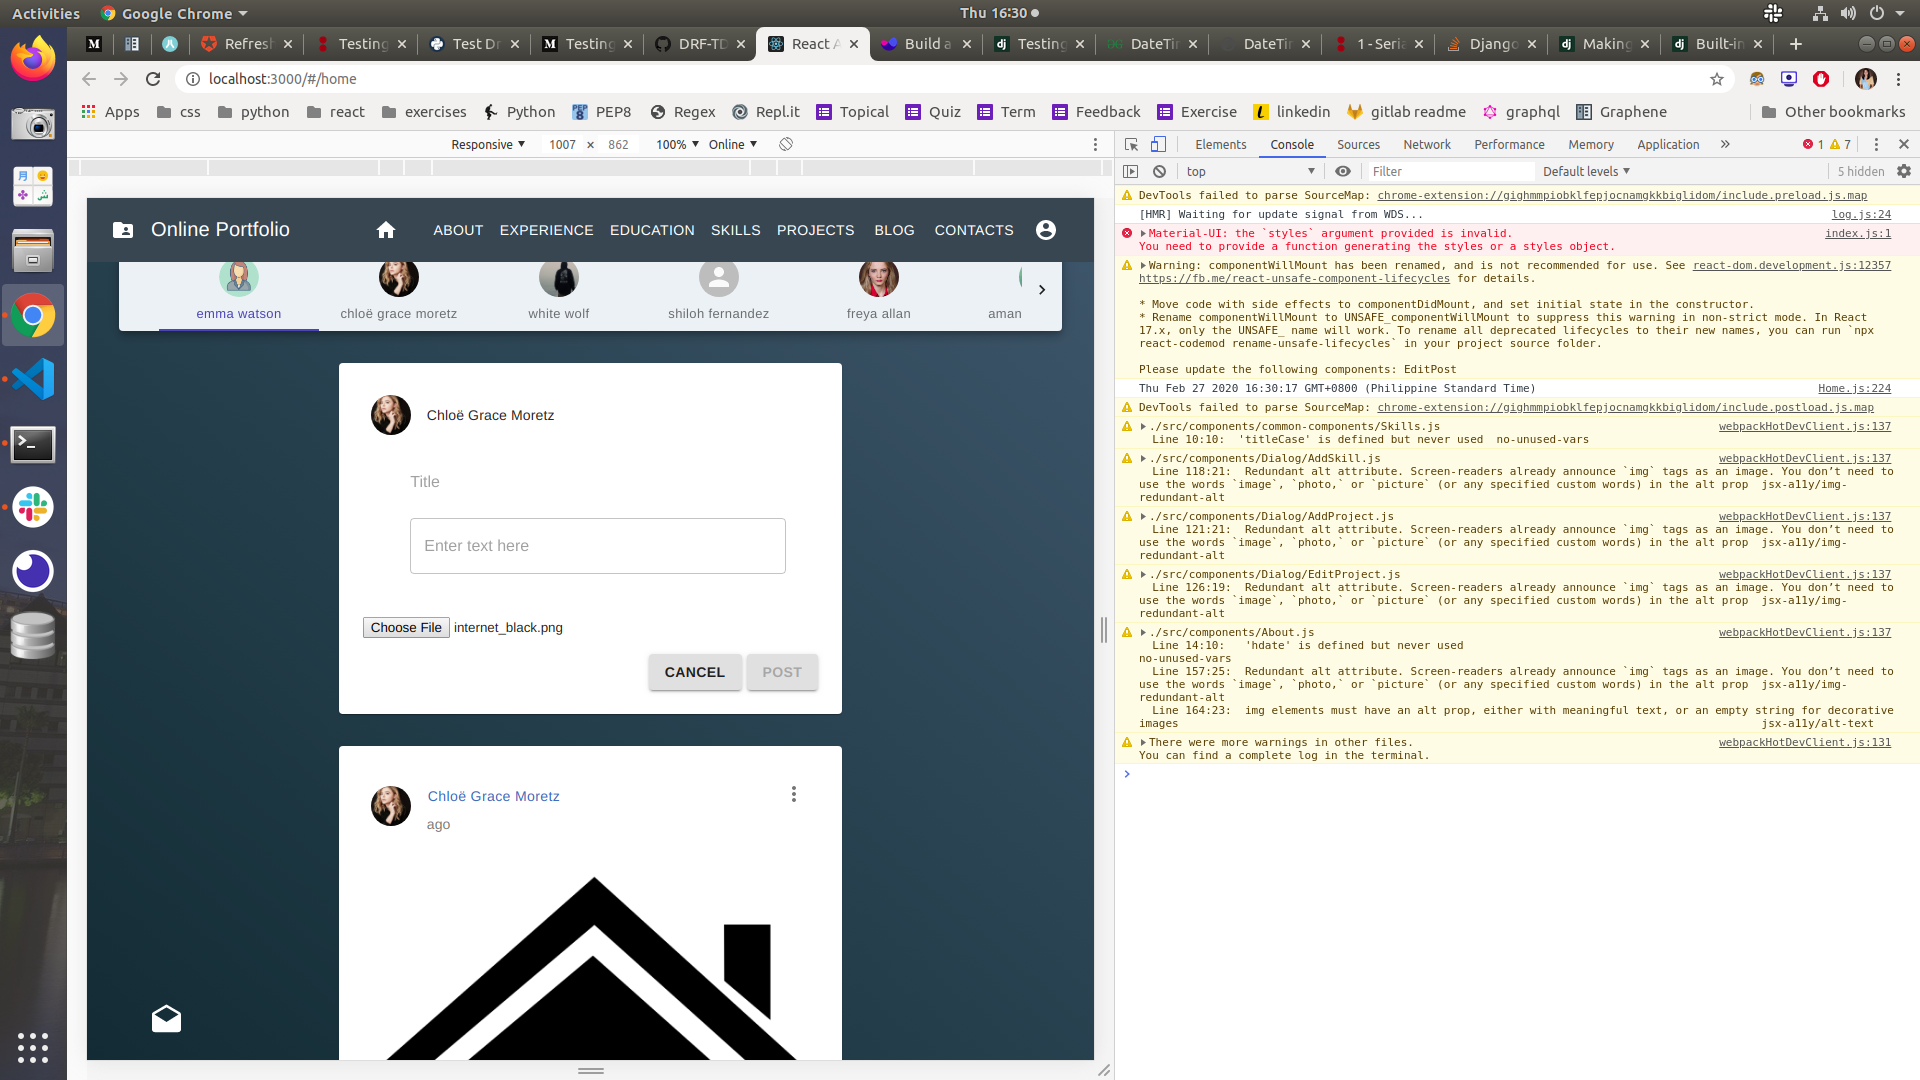 Activities
Google Chrome
Thu 16:30
Refresh
Testing
Test Dr
Testing
DRF-TD
React A
Build a
Testing
DateTim
DateTim
1 - Seria
Django
Making
Built-in
localhost:3000/#/home
Apps
css
python
react
exercises
Python
PEP8
Regex
Repl.it
Topical
Quiz
Term
Feedback
Exercise
linkedin
gitlab readme
graphql
Graphene
Other bookmarks
Responsive
1007 × 862
100%
Online
Elements
Console
Sources
Network
Performance
Memory
Application
1
7
top
Filter
Default levels
5 hidden
Online Portfolio
ABOUT
EXPERIENCE
EDUCATION
SKILLS
PROJECTS
BLOG
CONTACTS
emma watson
chloë grace moretz
white wolf
shiloh fernandez
freya allan
aman
Chloë Grace Moretz
Title
Enter text here
Choose File internet_black.png
CANCEL
POST
Chloë Grace Moretz
ago
DevTools failed to parse SourceMap: chrome-extension://gighmmpiobklfepjocnamgkkbiglidom/include.preload.js.map
[HMR] Waiting for update signal from WDS... log.js:24
Material-UI: the `styles` argument provided is invalid. index.js:1
You need to provide a function generating the styles or a styles object.
Warning: componentWillMount has been renamed, and is not recommended for use. See react-dom.development.js:12357
https://fb.me/react-unsafe-component-lifecycles for details.
* Move code with side effects to componentDidMount, and set initial state in the constructor.
* Rename componentWillMount to UNSAFE_componentWillMount to suppress this warning in non-strict mode. In React
17.x, only the UNSAFE_ name will work. To rename all deprecated lifecycles to their new names, you can run `npx
react-codemod rename-unsafe-lifecycles` in your project source folder.
Please update the following components: EditPost
Thu Feb 27 2020 16:30:17 GMT+0800 (Philippine Standard Time) Home.js:224
DevTools failed to parse SourceMap: chrome-extension://gighmmpiobklfepjocnamgkkbiglidom/include.postload.js.map
./src/components/common-components/Skills.js webpackHotDevClient.js:137
Line 10:10: 'titleCase' is defined but never used no-unused-vars
./src/components/Dialog/AddSkill.js webpackHotDevClient.js:137
Line 118:21: Redundant alt attribute. Screen-readers already announce `img` tags as an image. You don't need to
use the words `image`, `photo,` or `picture` (or any specified custom words) in the alt prop jsx-a11y/img-
redundant-alt
./src/components/Dialog/AddProject.js webpackHotDevClient.js:137
Line 121:21: Redundant alt attribute. Screen-readers already announce `img` tags as an image. You don't need to
use the words `image`, `photo,` or `picture` (or any specified custom words) in the alt prop jsx-a11y/img-
redundant-alt
./src/components/Dialog/EditProject.js webpackHotDevClient.js:137
Line 126:19: Redundant alt attribute. Screen-readers already announce `img` tags as an image. You don't need to
use the words `image`, `photo,` or `picture` (or any specified custom words) in the alt prop jsx-a11y/img-
redundant-alt
./src/components/About.js webpackHotDevClient.js:137
Line 14:10: 'hdate' is defined but never used
no-unused-vars
Line 157:25: Redundant alt attribute. Screen-readers already announce `img` tags as an image. You don't need to
use the words `image`, `photo,` or `picture` (or any specified custom words) in the alt prop jsx-a11y/img-
redundant-alt
Line 164:23: img elements must have an alt prop, either with meaningful text, or an empty string for decorative
images jsx-a11y/alt-text
There were more warnings in other files. webpackHotDevClient.js:131
You can find a complete log in the terminal.